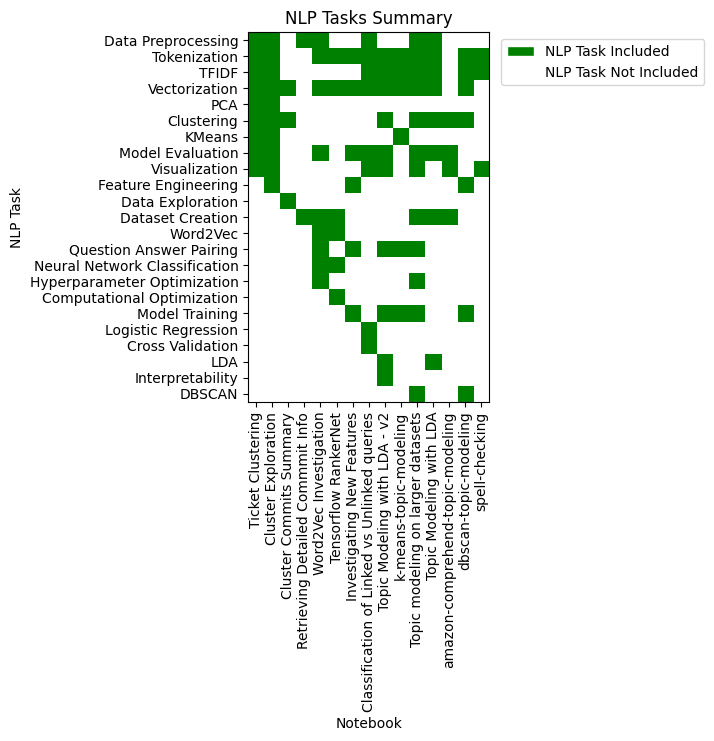 NLP Tasks Summary
NLP Task Included
NLP Task Not Included
NLP Task
Data Preprocessing
Tokenization
TFIDF
Vectorization
PCA
Clustering
KMeans
Model Evaluation
Visualization
Feature Engineering
Data Exploration
Dataset Creation
Word2Vec
Question Answer Pairing
Neural Network Classification
Hyperparameter Optimization
Computational Optimization
Model Training
Logistic Regression
Cross Validation
LDA
Interpretability
DBSCAN
Ticket Clustering
Cluster Exploration
Cluster Commits Summary
Retrieving Detailed Commmit Info
Word2Vec Investigation
Tensorflow RankerNet
Investigating New Features
Classification of Linked vs Unlinked queries
Topic Modeling with LDA - v2
k-means-topic-modeling
Topic modeling on larger datasets
Topic Modeling with LDA
amazon-comprehend-topic-modeling
dbscan-topic-modeling
spell-checking
Notebook